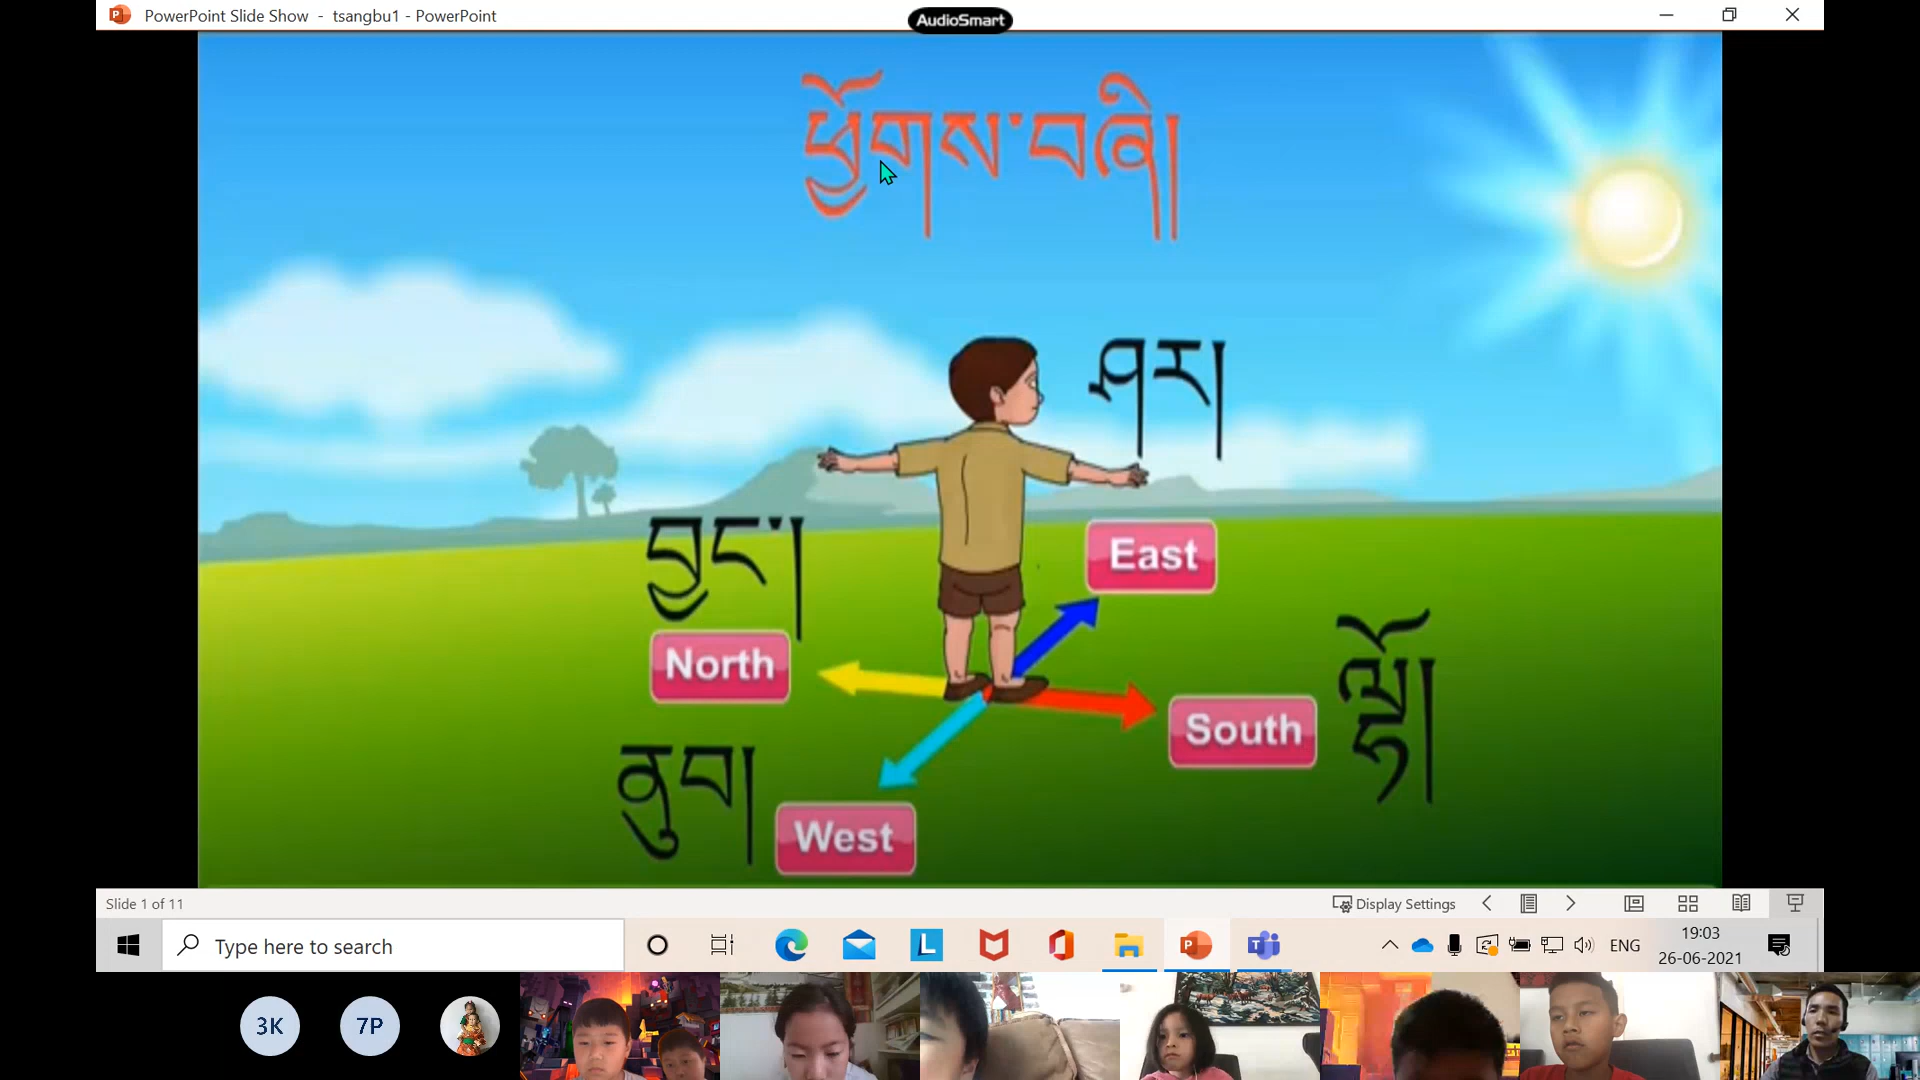 PowerPoint Slide Show - tsangbu1 - PowerPoint
AudioSmart
ཕྱོགས་བཞི།
ཤར།
བྱང་།
East
North
ལྷོ།
South
ནུབ།
West
Slide 1 of 11
Display Settings
Type here to search
ENG
19:03
26-06-2021
3K
7P